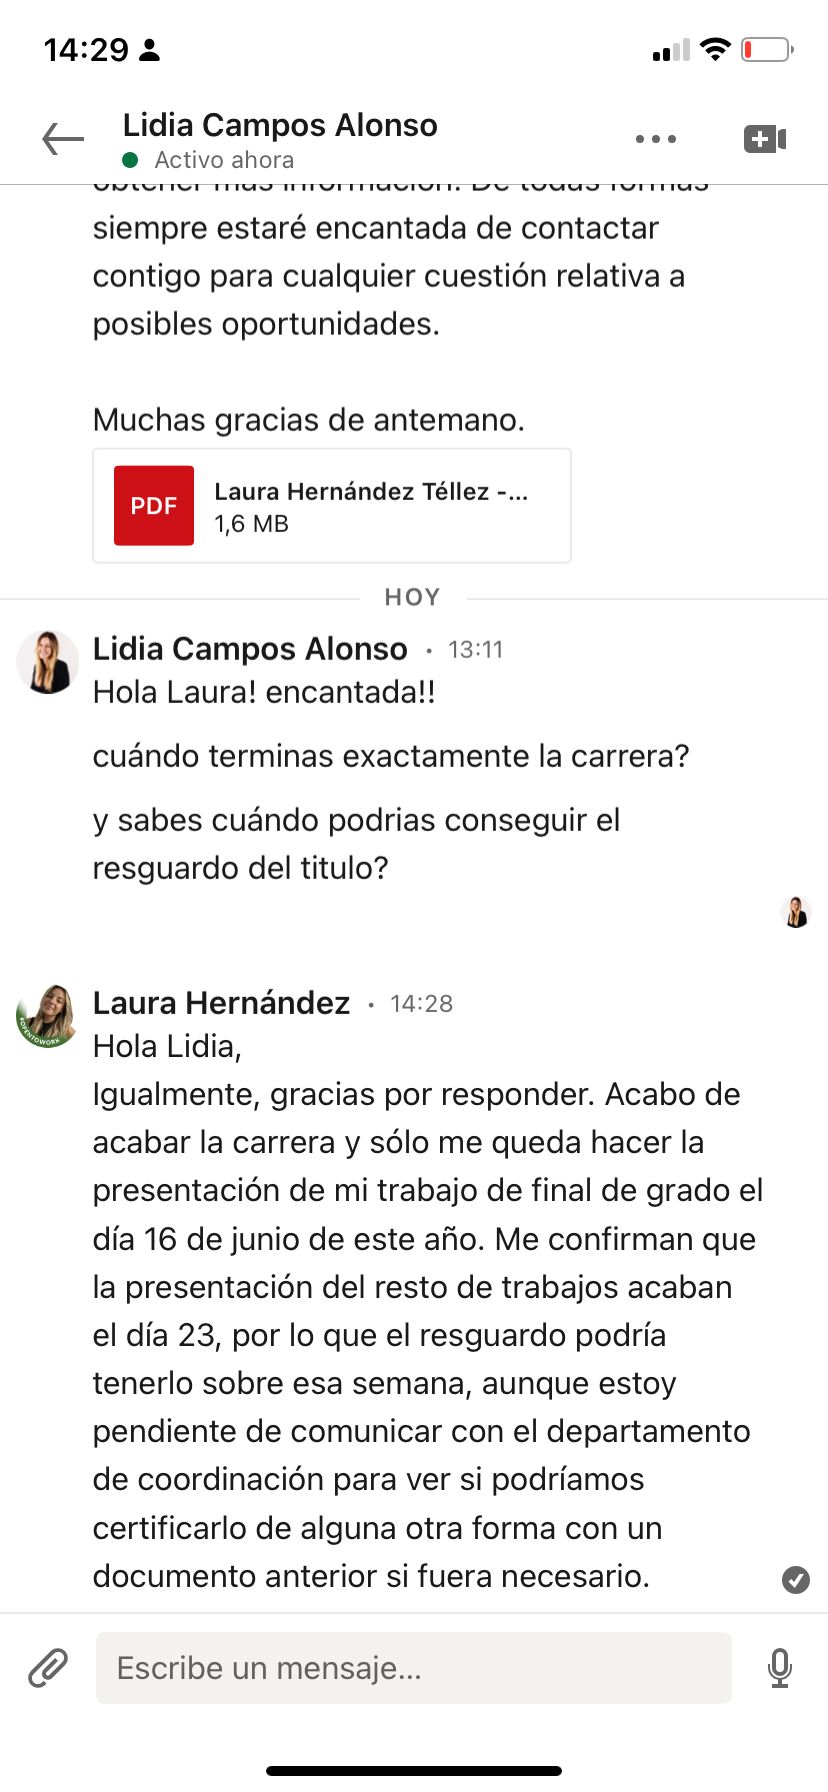 14:29
Lidia Campos Alonso
Activo ahora
obtener más información. De todas formas
siempre estaré encantada de contactar
contigo para cualquier cuestión relativa a
posibles oportunidades.
Muchas gracias de antemano.
PDF
Laura Hernández Téllez -...
1,6 MB
HOY
Lidia Campos Alonso · 13:11
Hola Laura! encantada!!
cuándo terminas exactamente la carrera?
y sabes cuándo podrias conseguir el
resguardo del titulo?
Laura Hernández · 14:28
#OPENTOWORK
Hola Lidia,
Igualmente, gracias por responder. Acabo de
acabar la carrera y sólo me queda hacer la
presentación de mi trabajo de final de grado el
día 16 de junio de este año. Me confirman que
la presentación del resto de trabajos acaban
el día 23, por lo que el resguardo podría
tenerlo sobre esa semana, aunque estoy
pendiente de comunicar con el departamento
de coordinación para ver si podríamos
certificarlo de alguna otra forma con un
documento anterior si fuera necesario.
Escribe un mensaje...